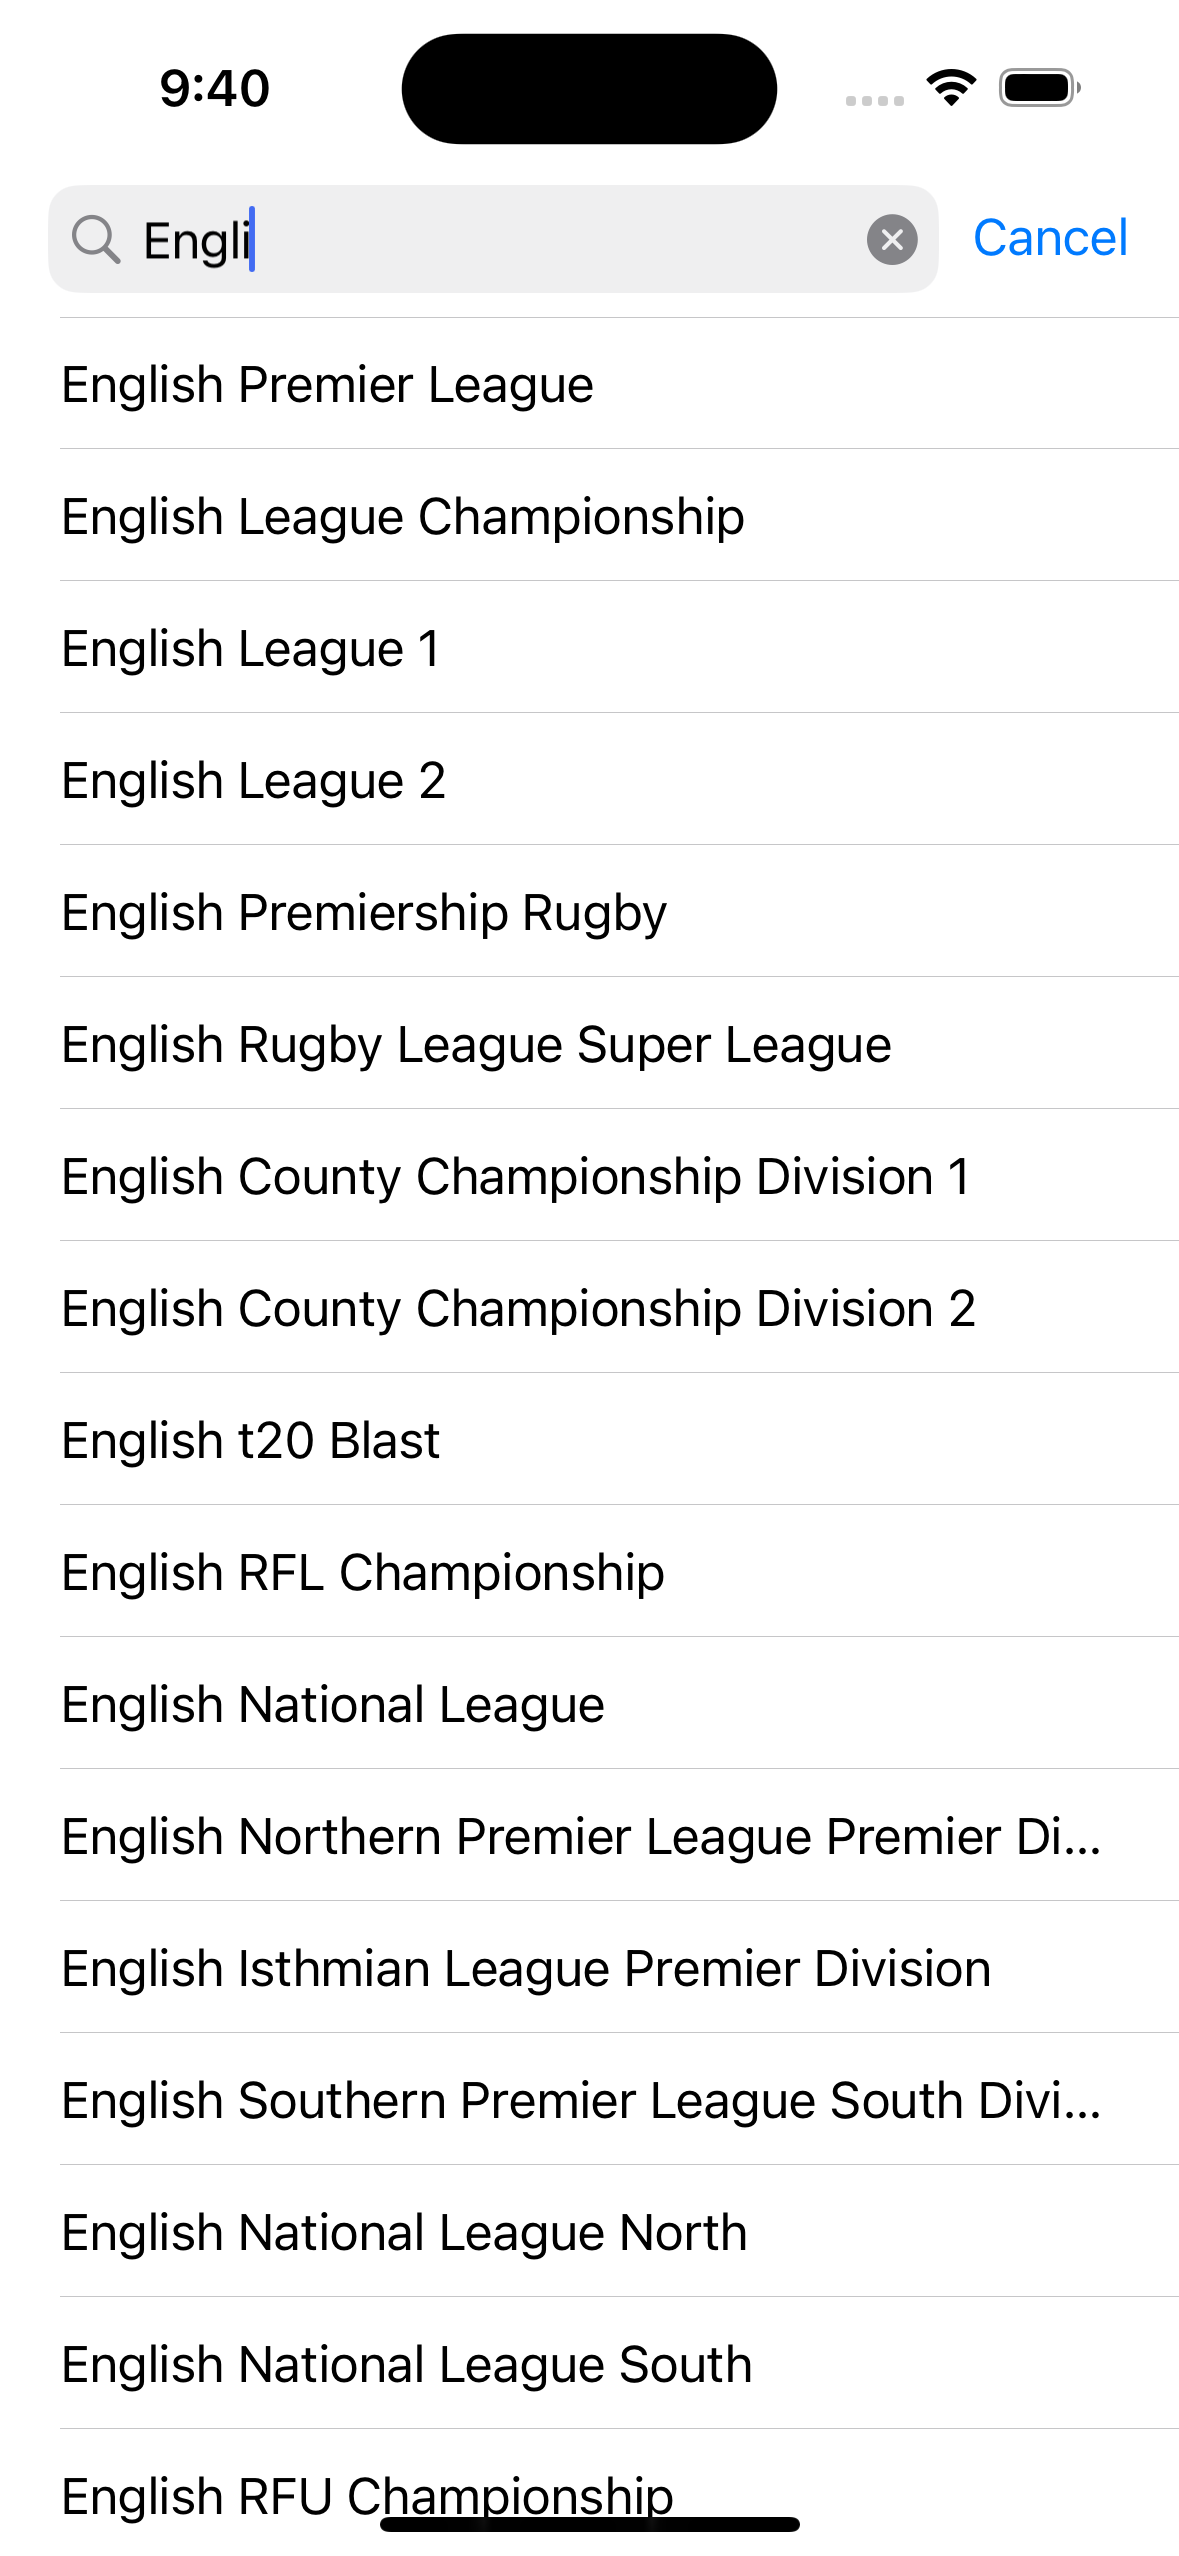 9:40
Engli
Cancel
English Premier League
English League Championship
English League 1
English League 2
English Premiership Rugby
English Rugby League Super League
English County Championship Division 1
English County Championship Division 2
English t20 Blast
English RFL Championship
English National League
English Northern Premier League Premier Di...
English Isthmian League Premier Division
English Southern Premier League South Divi...
English National League North
English National League South
English RFU Championship